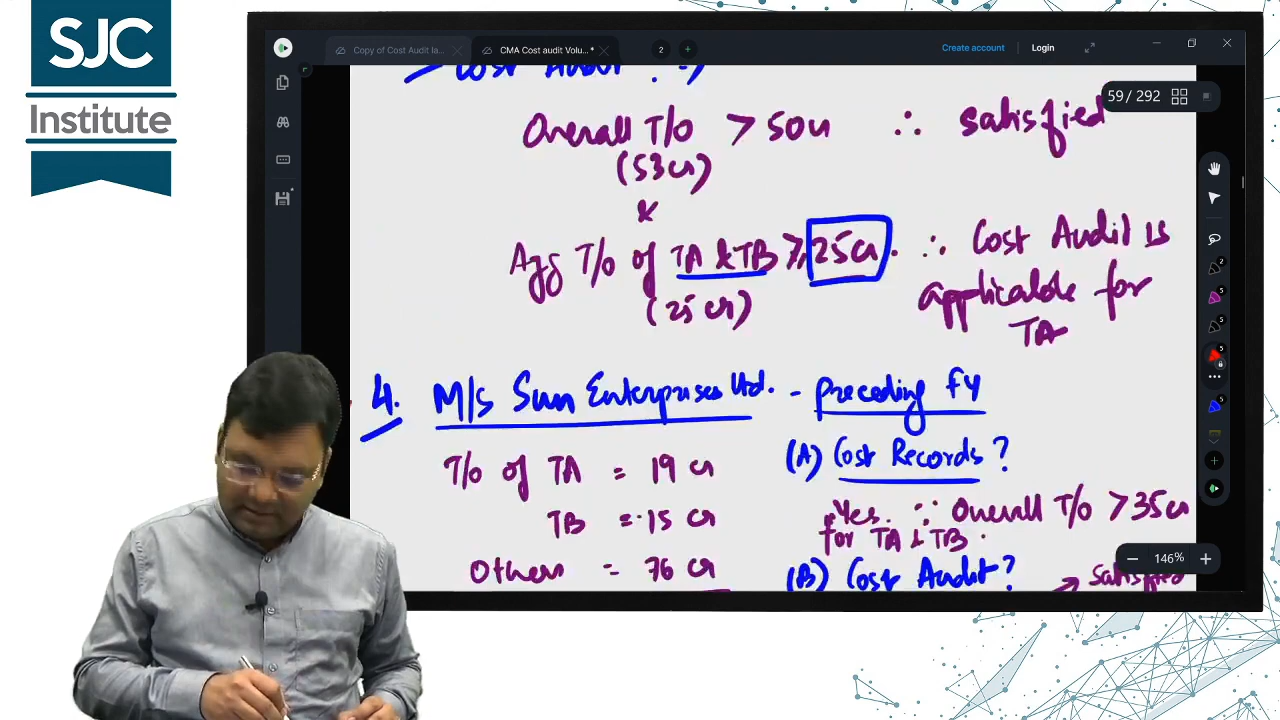 SJC
Institute
Copy of Cost Audit la...
CMA Cost audit Volu...*
2
Create account
Login
59 / 292
Cost Audit : ⇒
Overall T/o > 50cr ∴ satisfied
(53cr)
&
Agg T/o of TA & TB ≥ 25cr. ∴ Cost Audit is
applicable for
TA
(25 cr)
4. M/s Sun Enterprises Ltd. - preceding FY
T/o of TA = 19 cr
TB = 15 cr
Others = 76 cr
(A) Cost Records?
Yes. ∵ Overall T/o > 35cr
for TA & TB.
(B) Cost Audit?
→ satisfied
146%